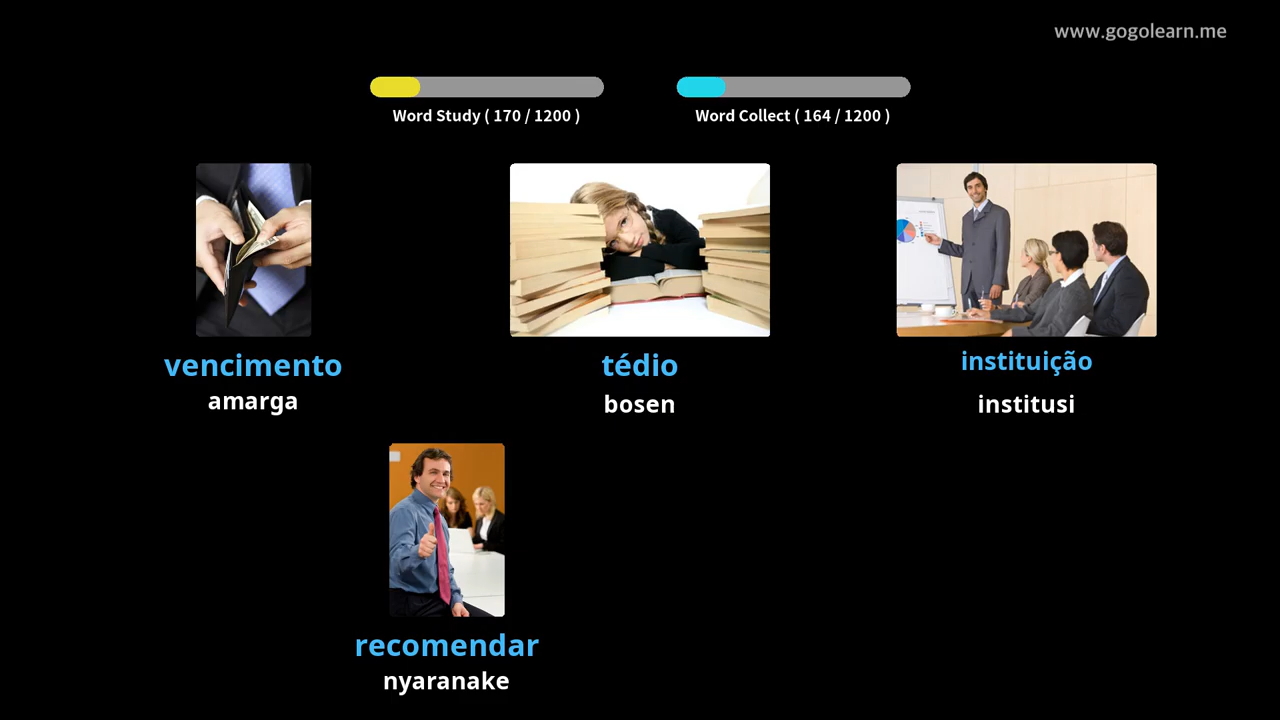 www.gogolearn.me
Word Study ( 170 / 1200 )
Word Collect ( 164 / 1200 )
vencimento
amarga
tédio
bosen
instituição
institusi
recomendar
nyaranake